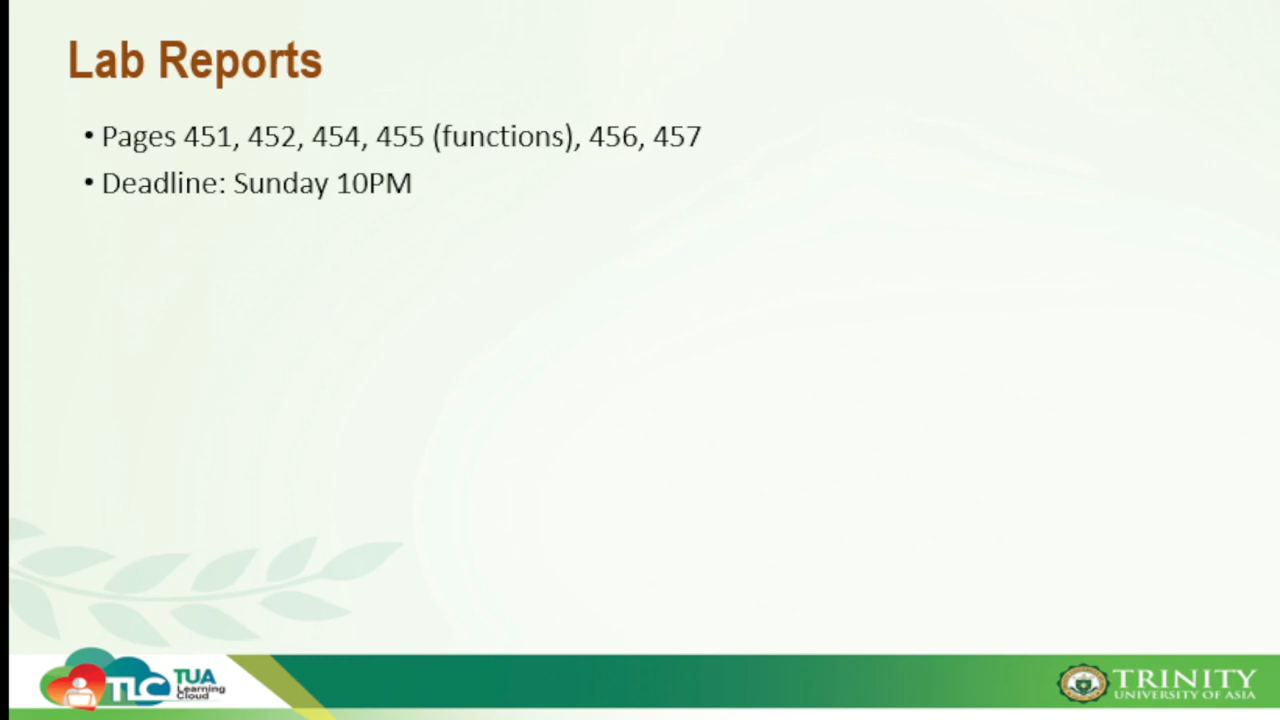 Lab Reports
• Pages 451, 452, 454, 455 (functions), 456, 457
• Deadline: Sunday 10PM
TLC
TUA
Learning
Cloud
TRINITY
UNIVERSITY OF ASIA